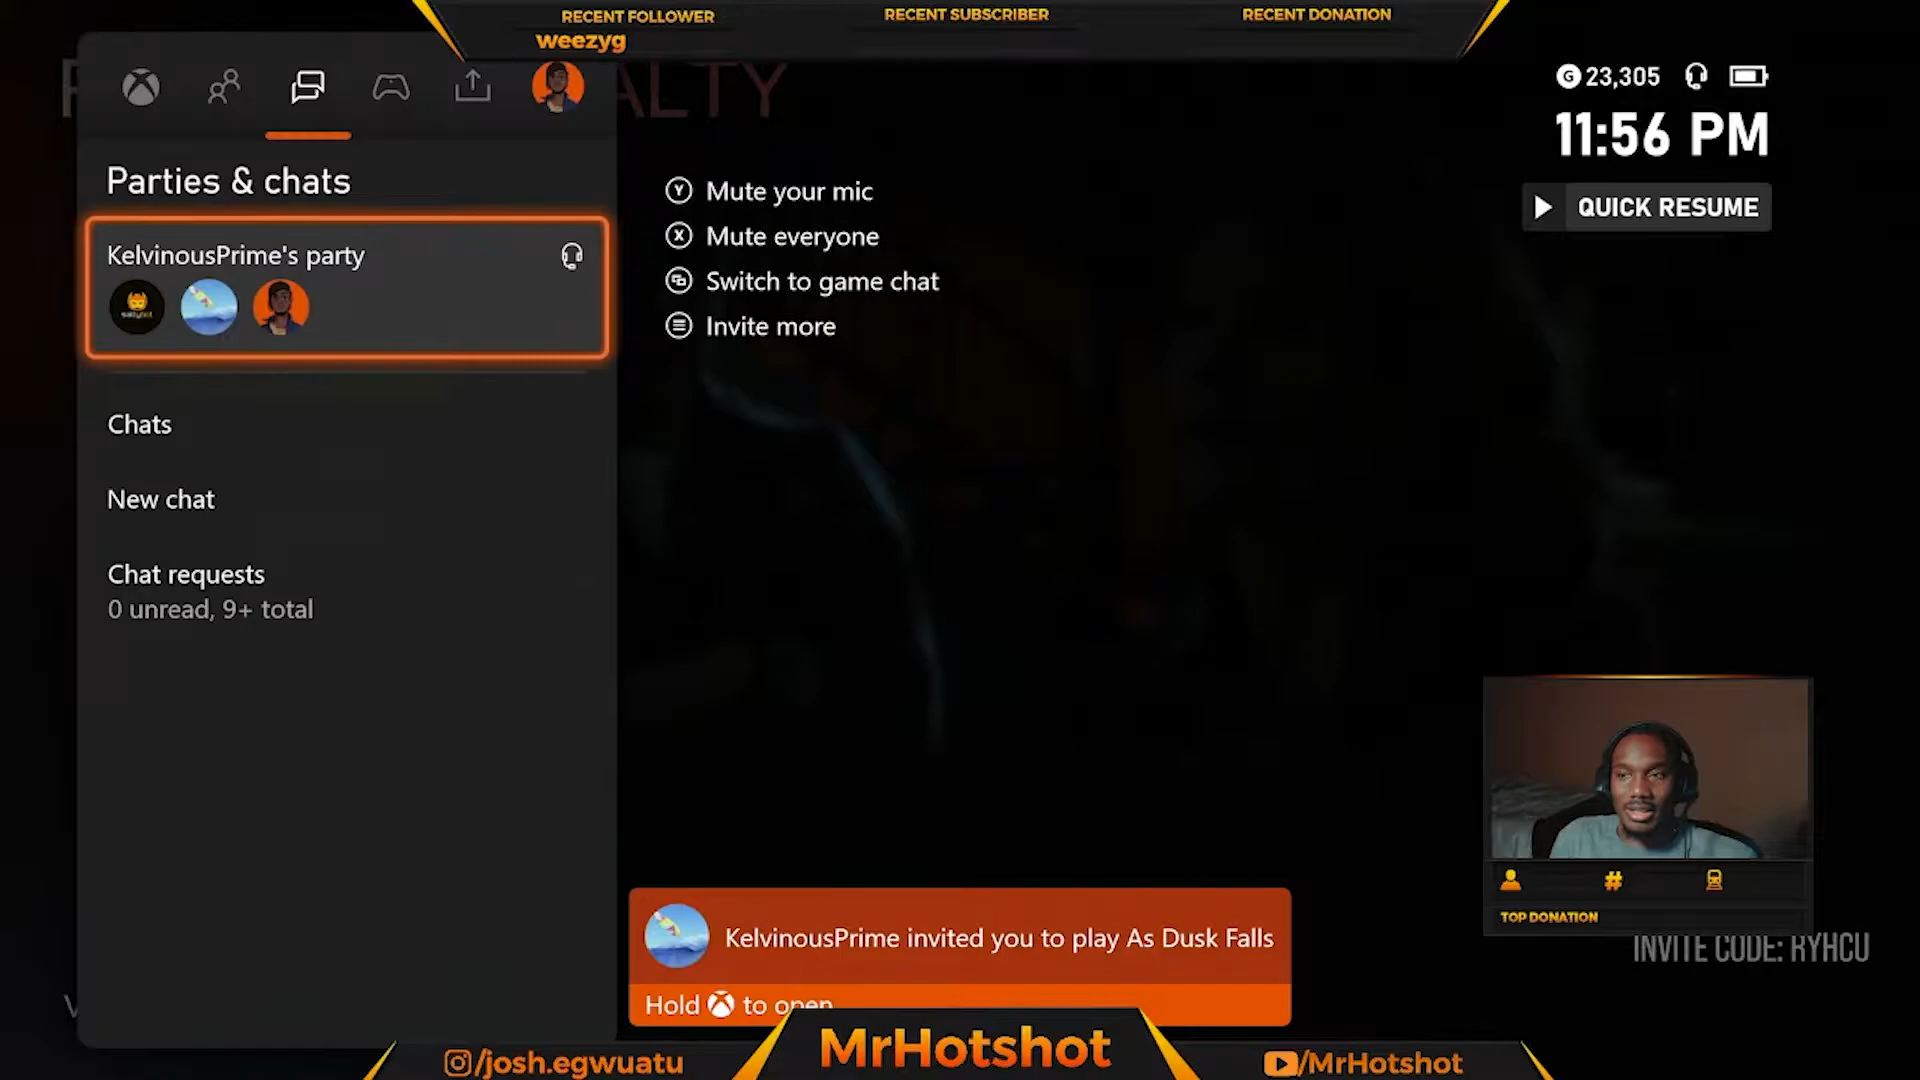 RECENT FOLLOWER
weezyg
RECENT SUBSCRIBER
RECENT DONATION
ALTY
23,305
11:56 PM
QUICK RESUME
Parties & chats
KelvinousPrime's party
Mute your mic
Mute everyone
Switch to game chat
Invite more
Chats
New chat
Chat requests
0 unread, 9+ total
TOP DONATION
INVITE CODE: RYHCU
KelvinousPrime invited you to play As Dusk Falls
Hold to open
/josh.egwuatu
MrHotshot
/MrHotshot